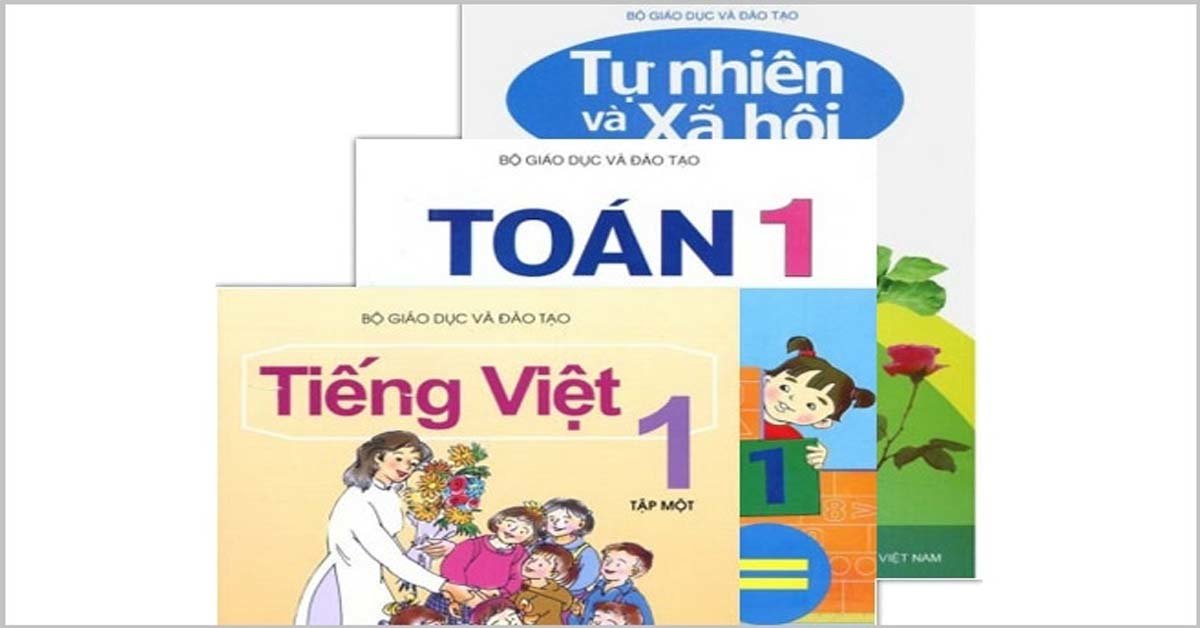 BỘ GIÁO DỤC VÀ ĐÀO TẠO
Tự nhiên
và Xã hội
BỘ GIÁO DỤC VÀ ĐÀO TẠO
TOÁN 1
BỘ GIÁO DỤC VÀ ĐÀO TẠO
Tiếng Việt
1
TẬP MỘT
1
8>
=
VIỆT NAM